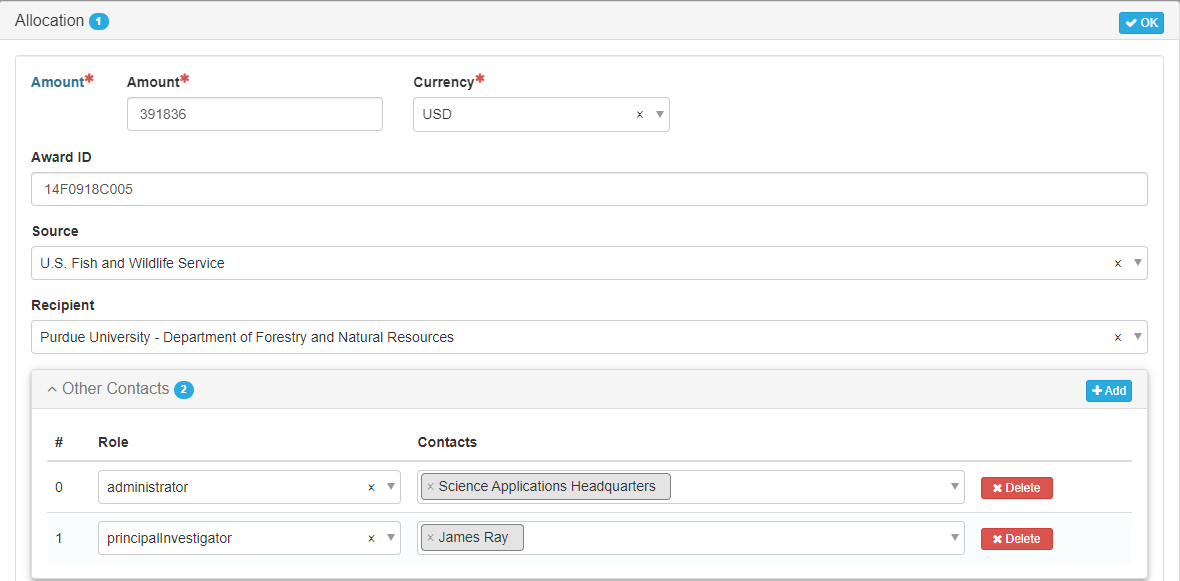 Allocation 1
OK
Amount* Amount* Currency*
391836 USD x
Award ID
14F0918C005
Source
U.S. Fish and Wildlife Service x
Recipient
Purdue University - Department of Forestry and Natural Resources x
Other Contacts 2
+ Add
# Role Contacts
0 administrator x × Science Applications Headquarters ✖ Delete
1 principalInvestigator x × James Ray ✖ Delete